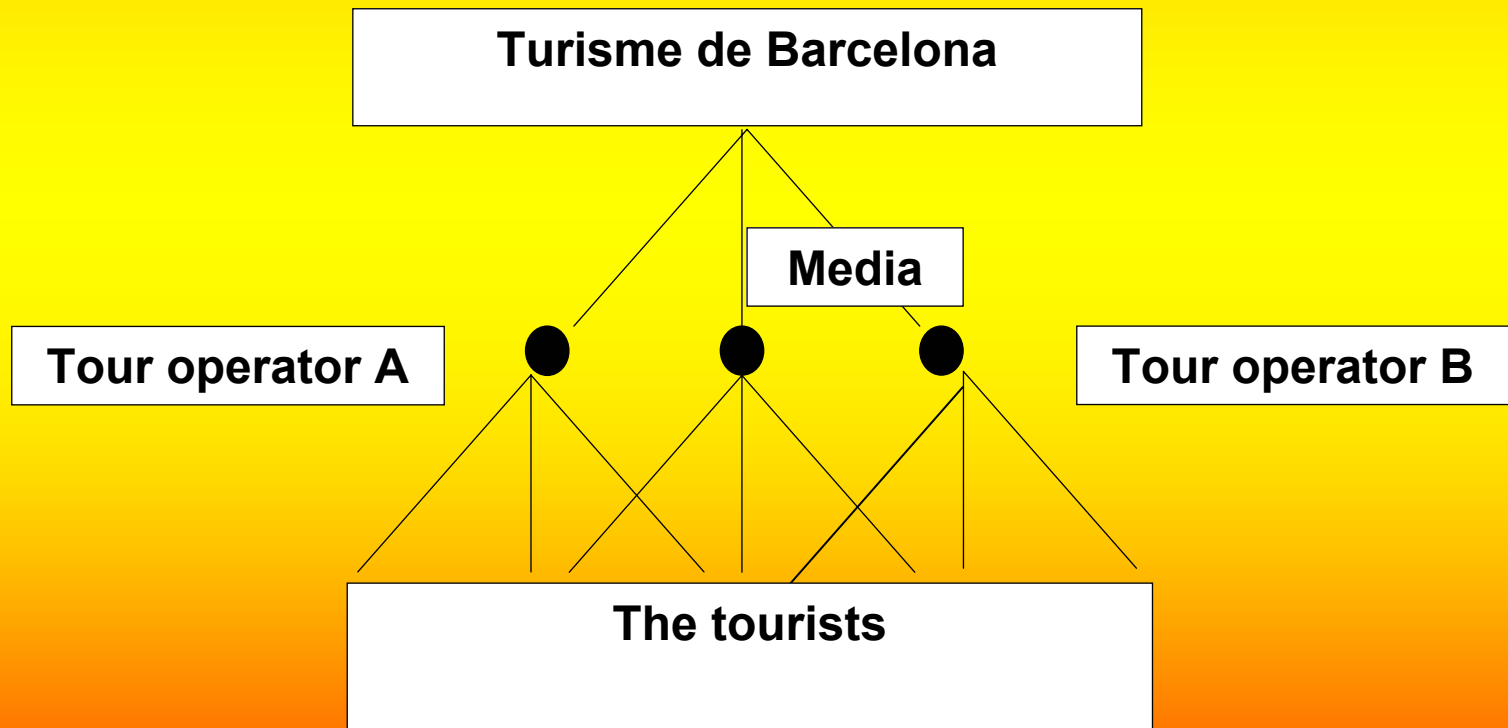 Turisme de Barcelona
Media
Tour operator A
Tour operator B
The tourists